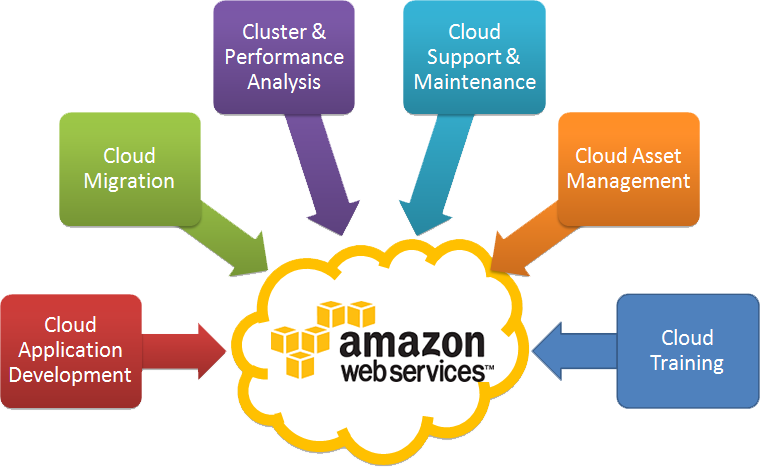 Cluster &
Performance
Analysis
Cloud
Support &
Maintenance
Cloud
Migration
Cloud Asset
Management
Cloud
Application
Development
amazon
web services™
Cloud
Training